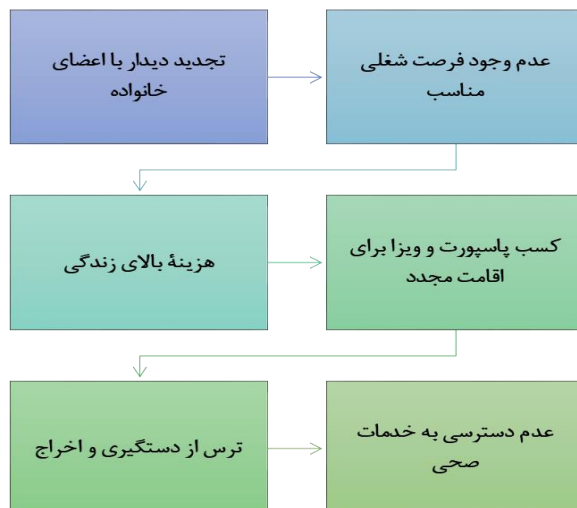 تجدید دیدار با اعضای
خانواده
عدم وجود فرصت شغلی
مناسب
هزینهٔ بالای زندگی
کسب پاسپورت و ویزا برای
اقامت مجدد
ترس از دستگیری و اخراج
عدم دسترسی به خدمات
صحی